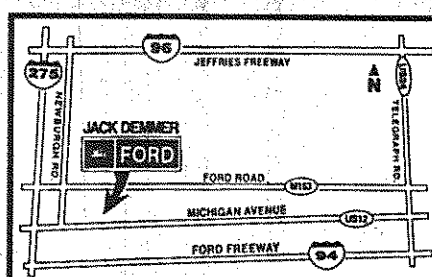 96
JEFFRIES FREEWAY
275
NEWBURGH RD.
US24
N
TELEGRAPH RD.
JACK DEMMER
FORD
FORD ROAD
M153
MICHIGAN AVENUE
US12
FORD FREEWAY
94